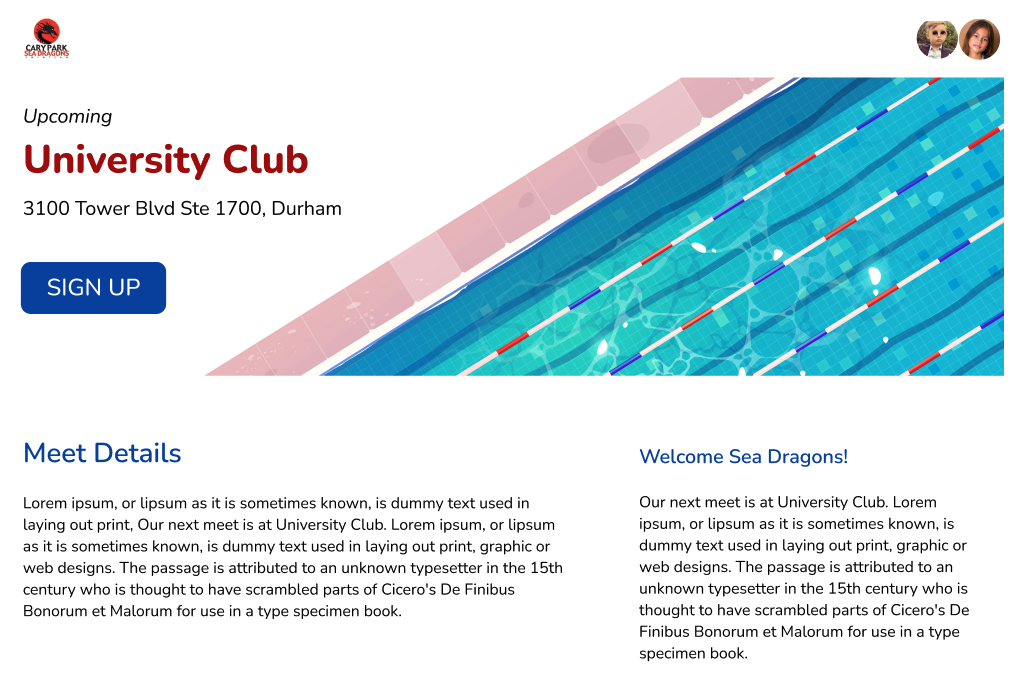 CARY PARK
SEA DRAGONS
Upcoming
University Club
3100 Tower Blvd Ste 1700, Durham
SIGN UP
Meet Details
Lorem ipsum, or lipsum as it is sometimes known, is dummy text used in
laying out print, Our next meet is at University Club. Lorem ipsum, or lipsum
as it is sometimes known, is dummy text used in laying out print, graphic or
web designs. The passage is attributed to an unknown typesetter in the 15th
century who is thought to have scrambled parts of Cicero's De Finibus
Bonorum et Malorum for use in a type specimen book.
Welcome Sea Dragons!
Our next meet is at University Club. Lorem
ipsum, or lipsum as it is sometimes known, is
dummy text used in laying out print, graphic or
web designs. The passage is attributed to an
unknown typesetter in the 15th century who is
thought to have scrambled parts of Cicero's De
Finibus Bonorum et Malorum for use in a type
specimen book.